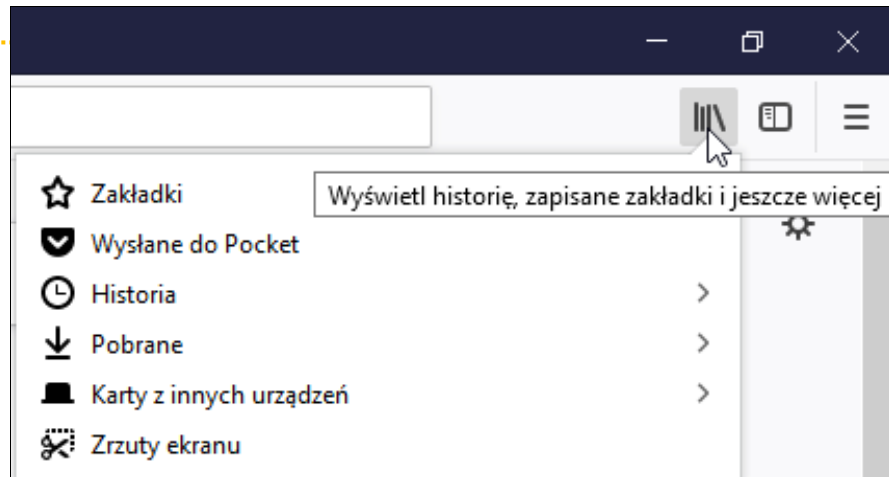 Zakładki
Wyświetl historię, zapisane zakładki i jeszcze więcej
Wysłane do Pocket
Historia
Pobrane
Karty z innych urządzeń
Zrzuty ekranu